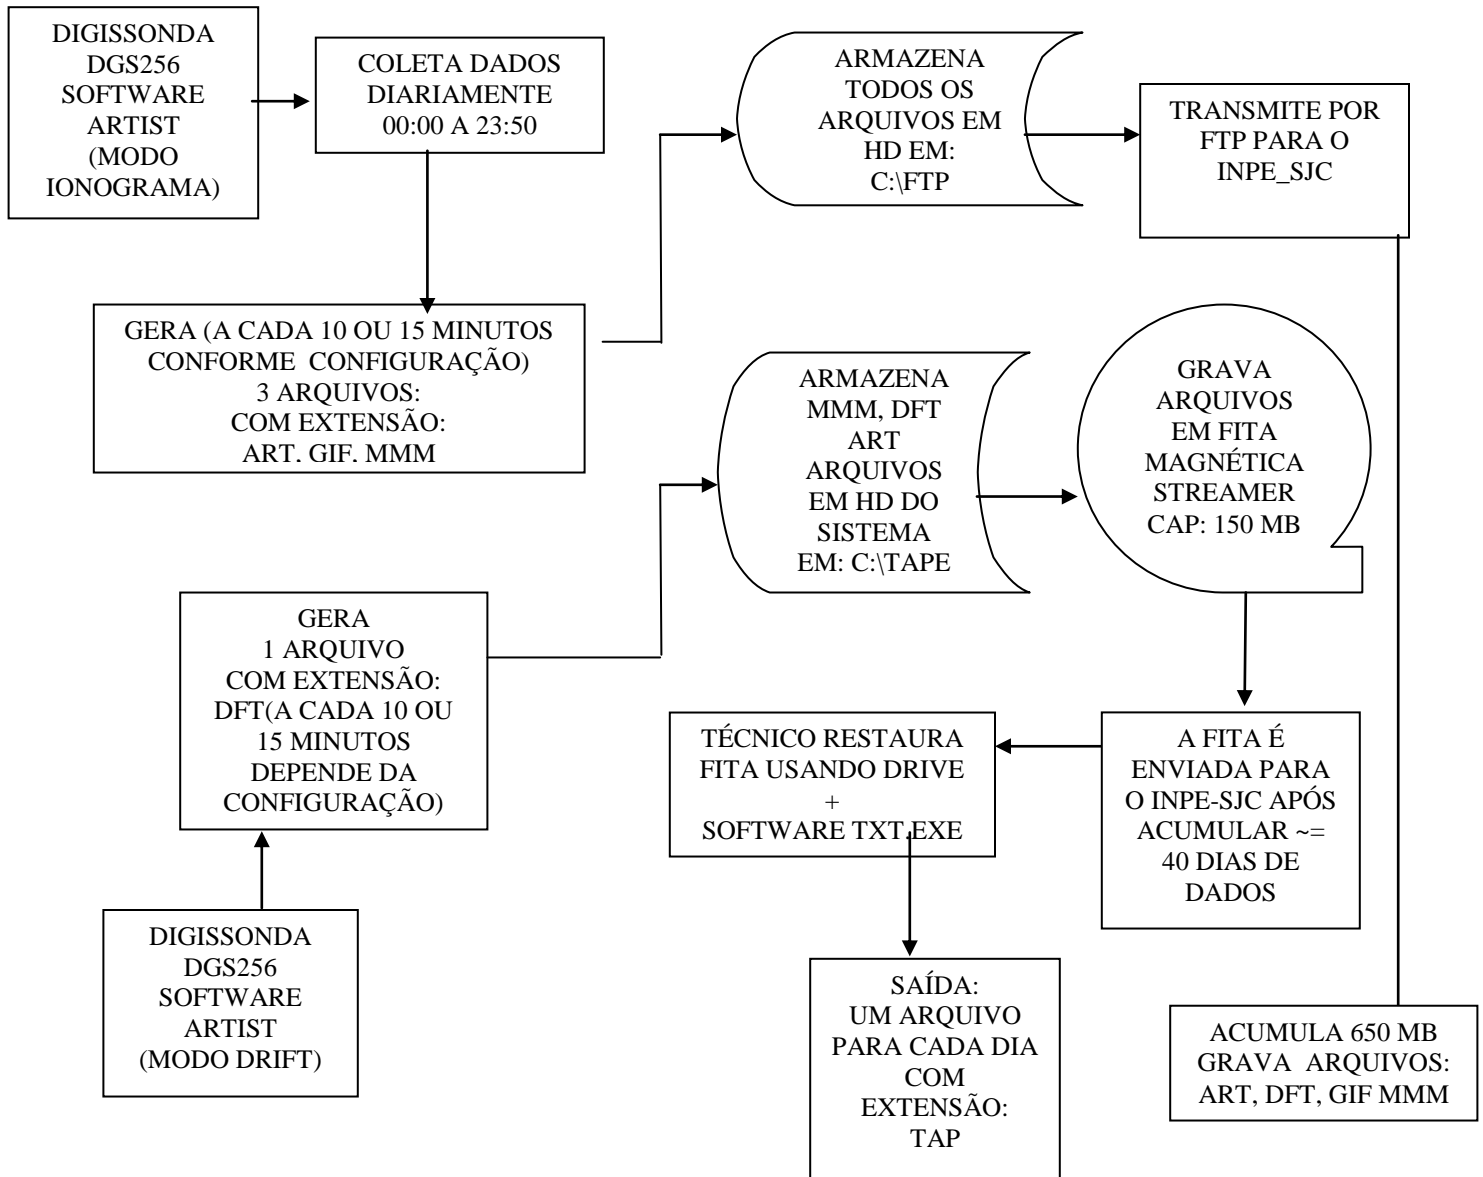 DIGISSONDA
DGS256
SOFTWARE
ARTIST
(MODO
IONOGRAMA)
COLETA DADOS
DIARIAMENTE
00:00 A 23:50
ARMAZENA
TODOS OS
ARQUIVOS EM
HD EM:
C:\FTP
TRANSMITE POR
FTP PARA O
INPE_SJC
GERA (A CADA 10 OU 15 MINUTOS
CONFORME CONFIGURAÇÃO)
3 ARQUIVOS:
COM EXTENSÃO:
ART, GIF, MMM
ARMAZENA
MMM, DFT
ART
ARQUIVOS
EM HD DO
SISTEMA
EM: C:\TAPE
GRAVA
ARQUIVOS
EM FITA
MAGNÉTICA
STREAMER
CAP: 150 MB
GERA
1 ARQUIVO
COM EXTENSÃO:
DFT(A CADA 10 OU
15 MINUTOS
DEPENDE DA
CONFIGURAÇÃO)
TÉCNICO RESTAURA
FITA USANDO DRIVE
+
SOFTWARE TXT.EXE
A FITA É
ENVIADA PARA
O INPE-SJC APÓS
ACUMULAR ~=
40 DIAS DE
DADOS
DIGISSONDA
DGS256
SOFTWARE
ARTIST
(MODO DRIFT)
SAÍDA:
UM ARQUIVO
PARA CADA DIA
COM
EXTENSÃO:
TAP
ACUMULA 650 MB
GRAVA ARQUIVOS:
ART, DFT, GIF MMM